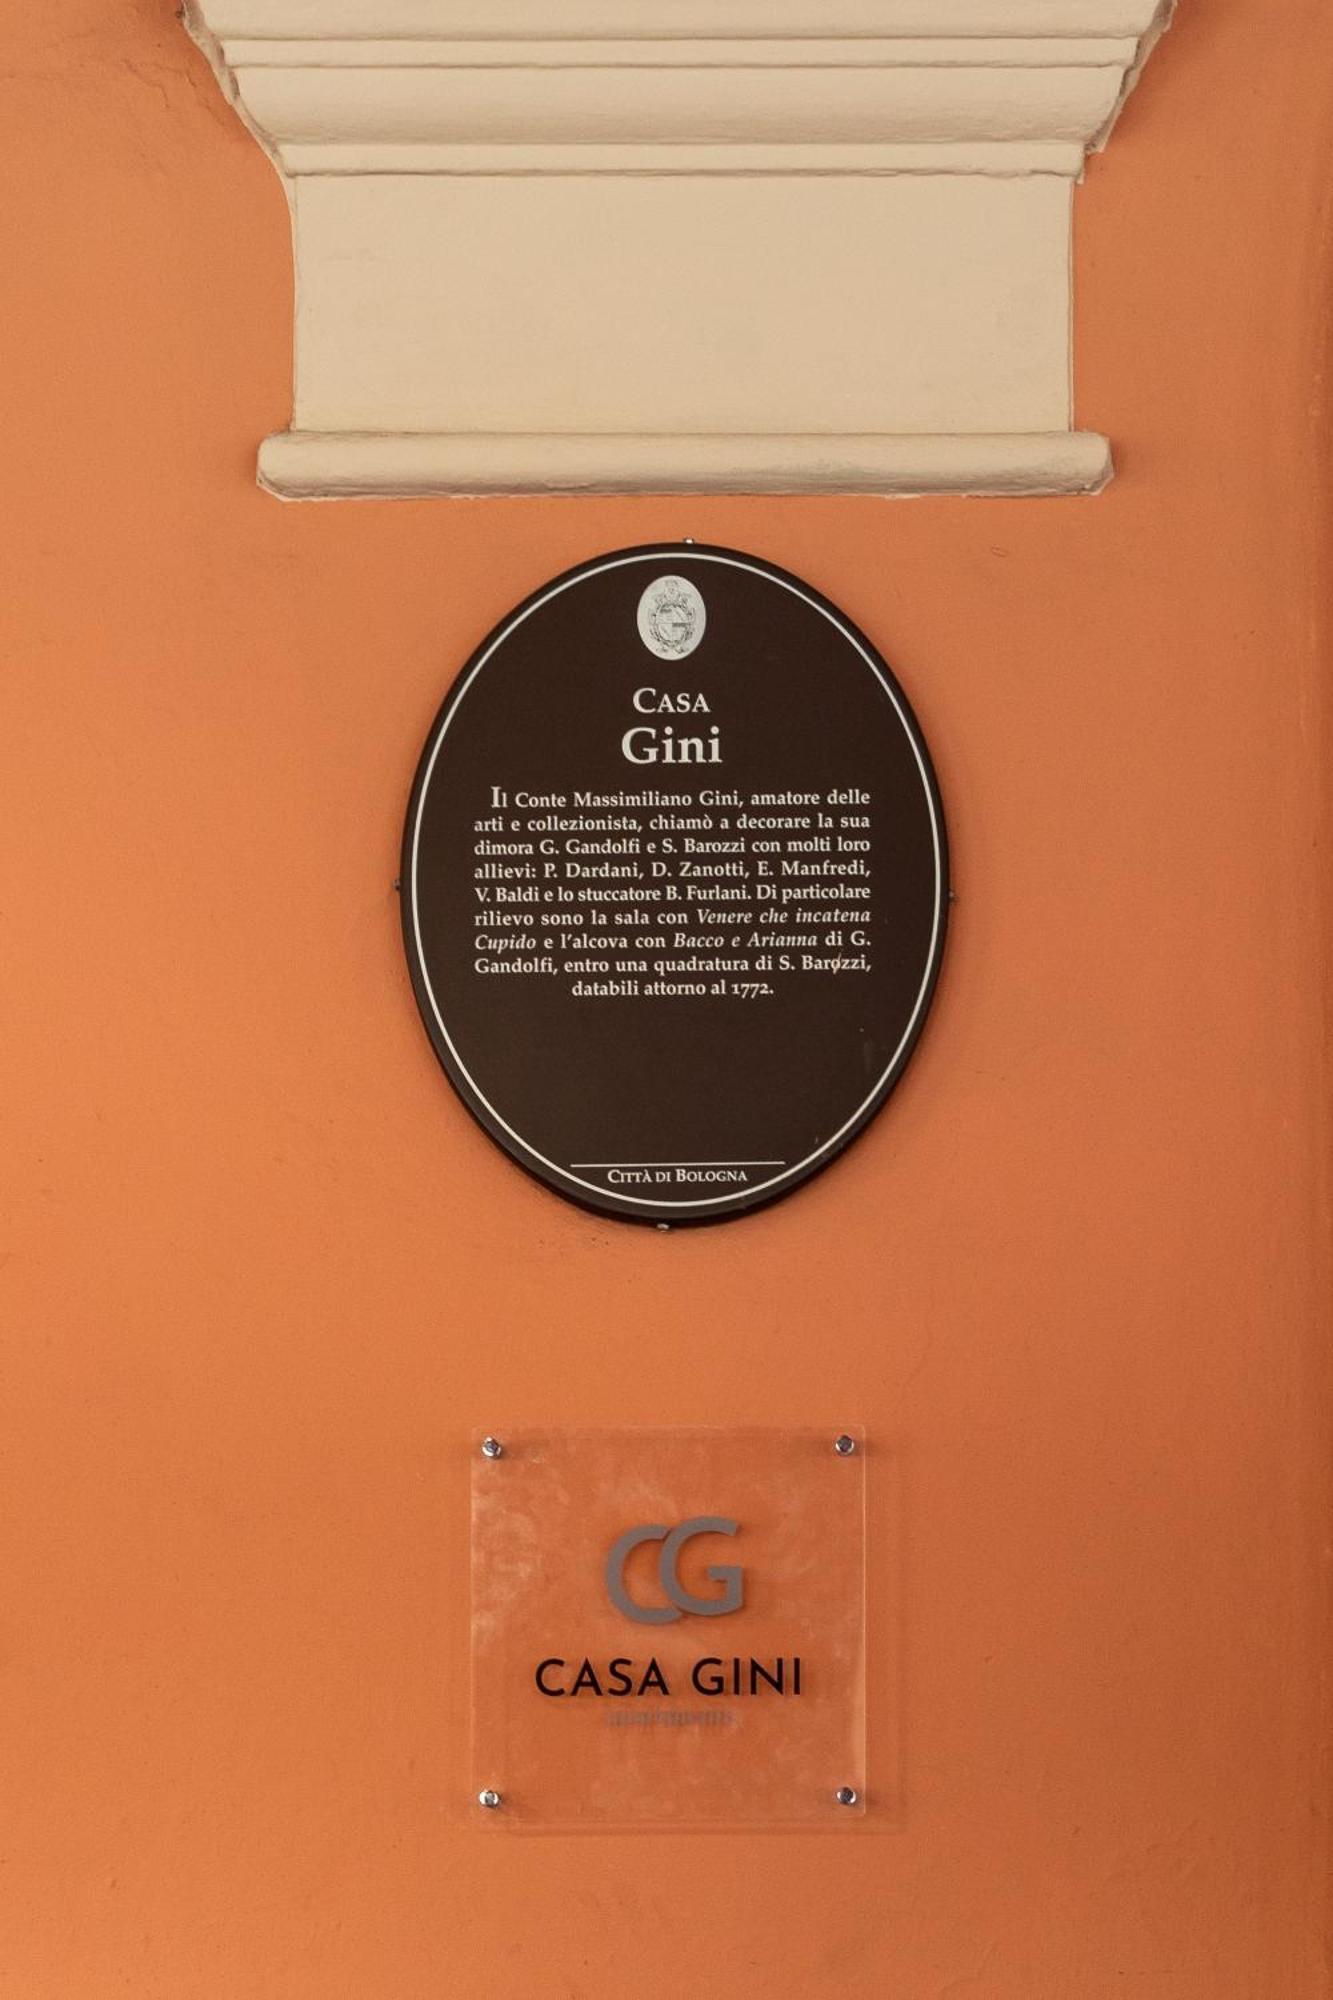 CASA
Gini
Il Conte Massimiliano Gini, amatore delle
arti e collezionista, chiamò a decorare la sua
dimora G. Gandolfi e S. Barozzi con molti loro
allievi: P. Dardani, D. Zanotti, E. Manfredi,
V. Baldi e lo stuccatore B. Furlani. Di particolare
rilievo sono la sala con Venere che incatena
Cupido e l'alcova con Bacco e Arianna di G.
Gandolfi, entro una quadratura di S. Barozzi,
databili attorno al 1772.
CITTÀ DI BOLOGNA
CG
CASA GINI